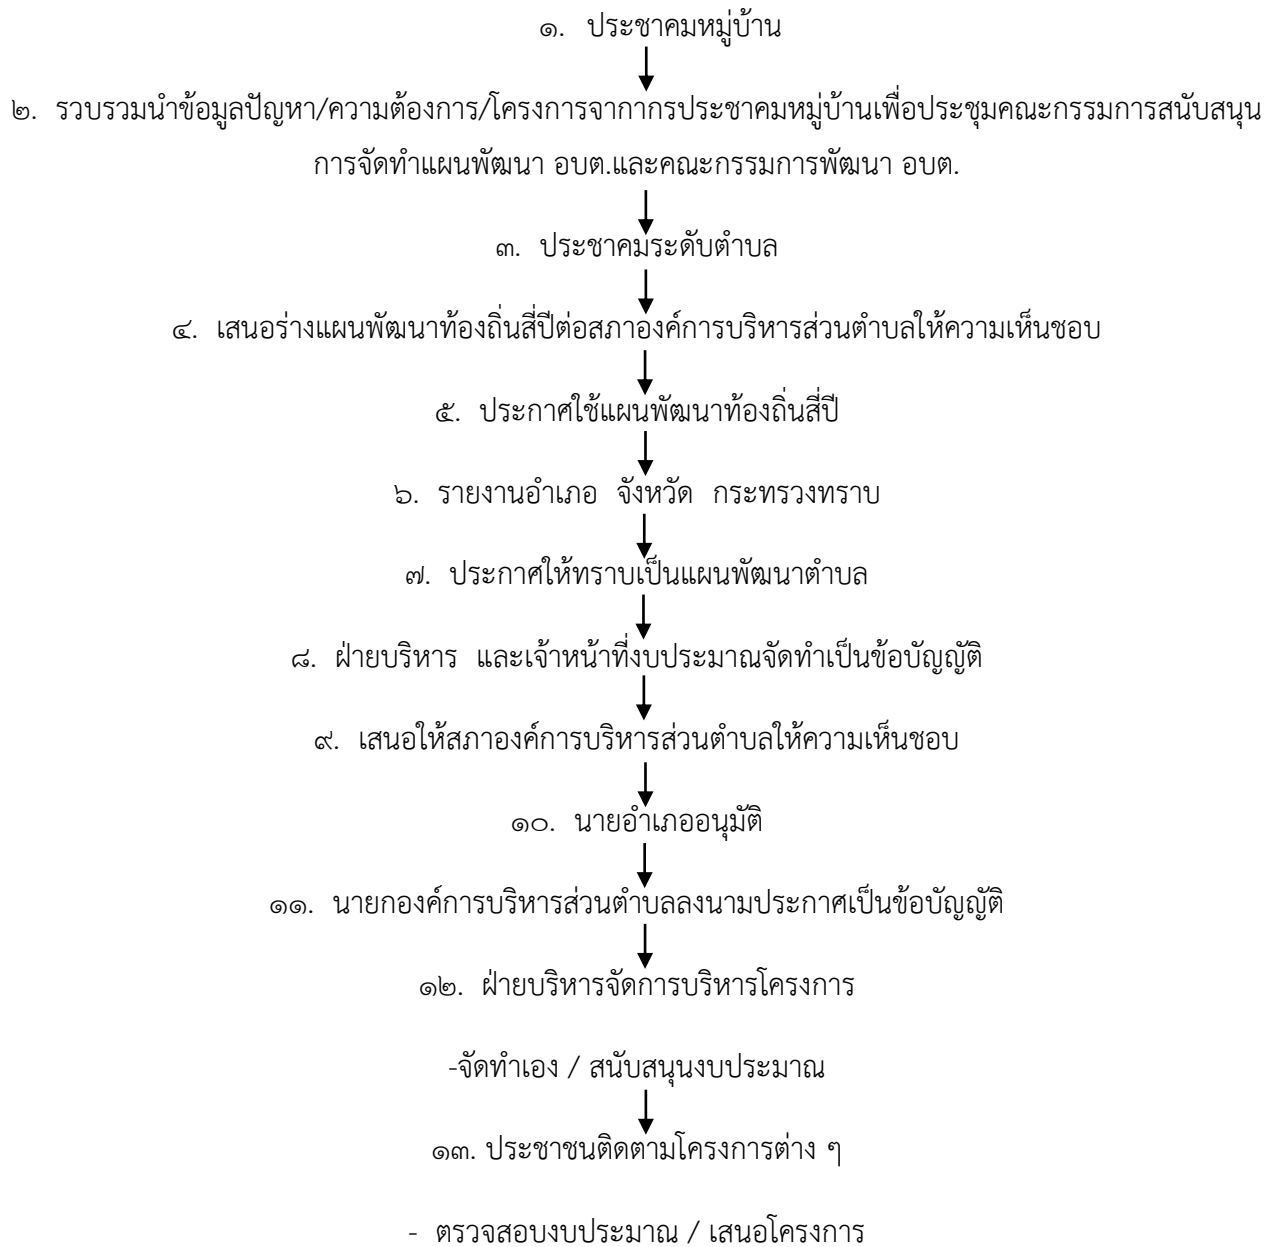 ๑. ประชาคมหมู่บ้าน
๒. รวบรวมนำข้อมูลปัญหา/ความต้องการ/โครงการจากากรประชาคมหมู่บ้านเพื่อประชุมคณะกรรมการสนับสนุน
การจัดทำแผนพัฒนา อบต.และคณะกรรมการพัฒนา อบต.
๓. ประชาคมระดับตำบล
๔. เสนอร่างแผนพัฒนาท้องถิ่นสี่ปีต่อสภาองค์การบริหารส่วนตำบลให้ความเห็นชอบ
๕. ประกาศใช้แผนพัฒนาท้องถิ่นสี่ปี
๖. รายงานอำเภอ จังหวัด กระทรวงทราบ
๗. ประกาศให้ทราบเป็นแผนพัฒนาตำบล
๘. ฝ่ายบริหาร และเจ้าหน้าที่งบประมาณจัดทำเป็นข้อบัญญัติ
๙. เสนอให้สภาองค์การบริหารส่วนตำบลให้ความเห็นชอบ
๑๐. นายอำเภออนุมัติ
๑๑. นายกองค์การบริหารส่วนตำบลลงนามประกาศเป็นข้อบัญญัติ
๑๒. ฝ่ายบริหารจัดการบริหารโครงการ
-จัดทำเอง / สนับสนุนงบประมาณ
๑๓. ประชาชนติดตามโครงการต่าง ๆ
- ตรวจสอบงบประมาณ / เสนอโครงการ